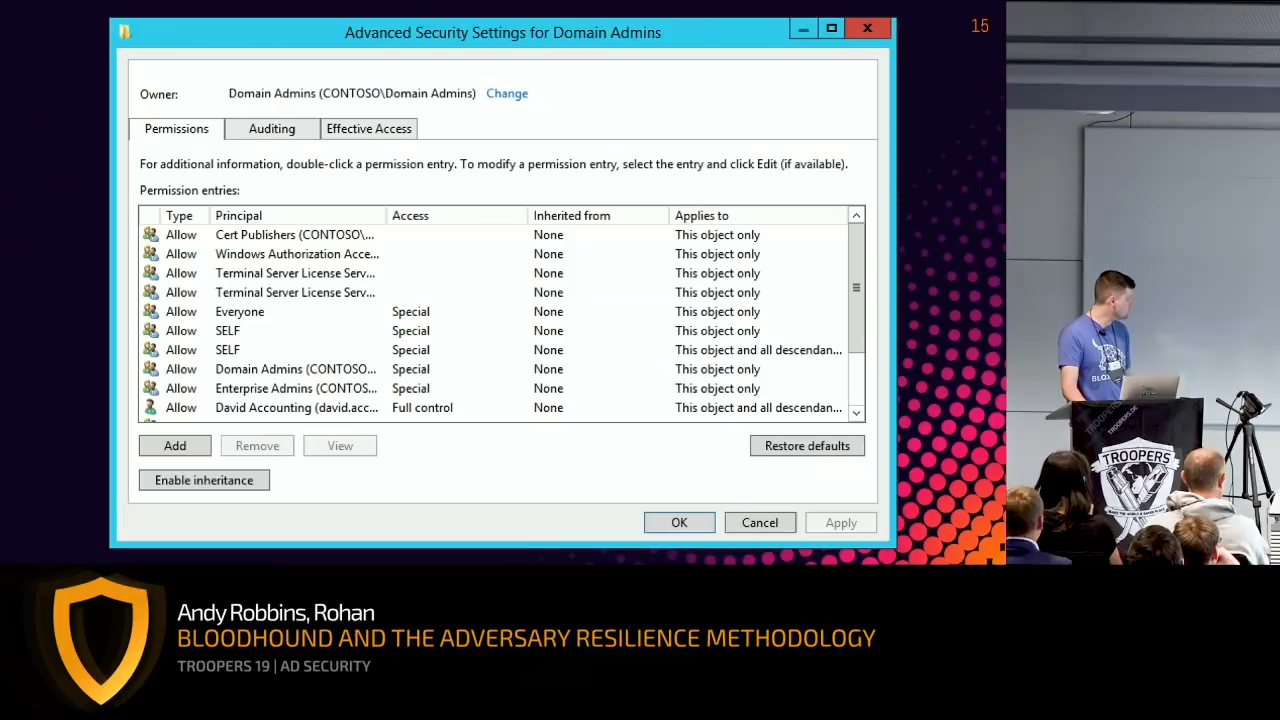 Advanced Security Settings for Domain Admins
15
Owner: Domain Admins (CONTOSO\Domain Admins) Change
Permissions Auditing Effective Access
For additional information, double-click a permission entry. To modify a permission entry, select the entry and click Edit (if available).
Permission entries:
Type Principal Access Inherited from Applies to
Allow Cert Publishers (CONTOSO\... None This object only
Allow Windows Authorization Acce... None This object only
Allow Terminal Server License Serv... None This object only
Allow Terminal Server License Serv... None This object only
Allow Everyone Special None This object only
Allow SELF Special None This object only
Allow SELF Special None This object and all descendan...
Allow Domain Admins (CONTOSO... Special None This object only
Allow Enterprise Admins (CONTOS... Special None This object only
Allow David Accounting (david.acc... Full control None This object and all descendan...
Add Remove View Restore defaults
Enable inheritance
OK Cancel Apply
TROOPERS
TROOPERS.DE
TROOPERS
Andy Robbins, Rohan
BLOODHOUND AND THE ADVERSARY RESILIENCE METHODOLOGY
TROOPERS 19 | AD SECURITY